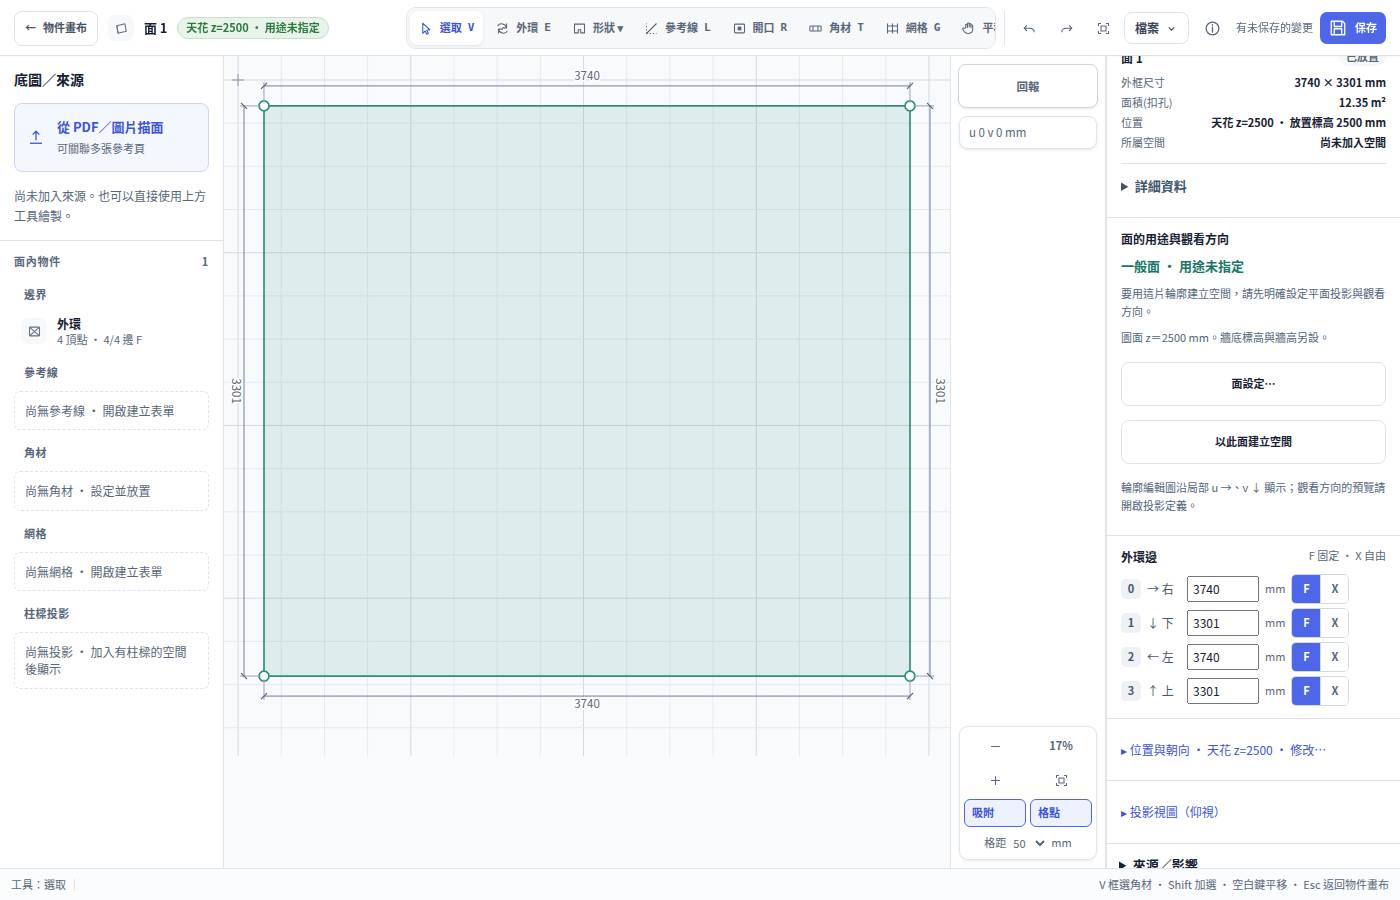 ← 物件畫布
面 1
天花 z=2500 · 用途未指定
選取 V
外環 E
形狀▾
參考線 L
開口 R
角材 T
網格 G
檔案
有未保存的變更
保存
底圖／來源
從 PDF／圖片描面
可關聯多張參考頁
尚未加入來源。也可以直接使用上方
工具繪製。
面內物件 1
邊界
外環
4 頂點 · 4/4 邊 F
參考線
尚無參考線 · 開啟建立表單
角材
尚無角材 · 設定並放置
網格
尚無網格 · 開啟建立表單
柱樑投影
尚無投影 · 加入有柱樑的空間
後顯示
3740
3301
3301
3740
回報
u 0 v 0 mm
— 17%
+
吸附 格點
格距 50 mm
面 1 已放置
外框尺寸 3740 × 3301 mm
面積(扣孔) 12.35 m²
位置 天花 z=2500 · 放置標高 2500 mm
所屬空間 尚未加入空間
▶ 詳細資料
面的用途與觀看方向
一般面 · 用途未指定
要用這片輪廓建立空間，請先明確設定平面投影與觀看
方向。
圖面 z＝2500 mm。牆底標高與牆高另設。
面設定…
以此面建立空間
輪廓編輯圖沿局部 u →、v ↓ 顯示；觀看方向的預覽請
開啟投影定義。
外環邊 F 固定 · X 自由
0 → 右 3740 mm F X
1 ↓ 下 3301 mm F X
2 ← 左 3740 mm F X
3 ↑ 上 3301 mm F X
▸ 位置與朝向 · 天花 z=2500 · 修改…
▸ 投影視圖（仰視）
▶ 來源／影響
工具：選取
V 框選角材 · Shift 加選 · 空白鍵平移 · Esc 返回物件畫布